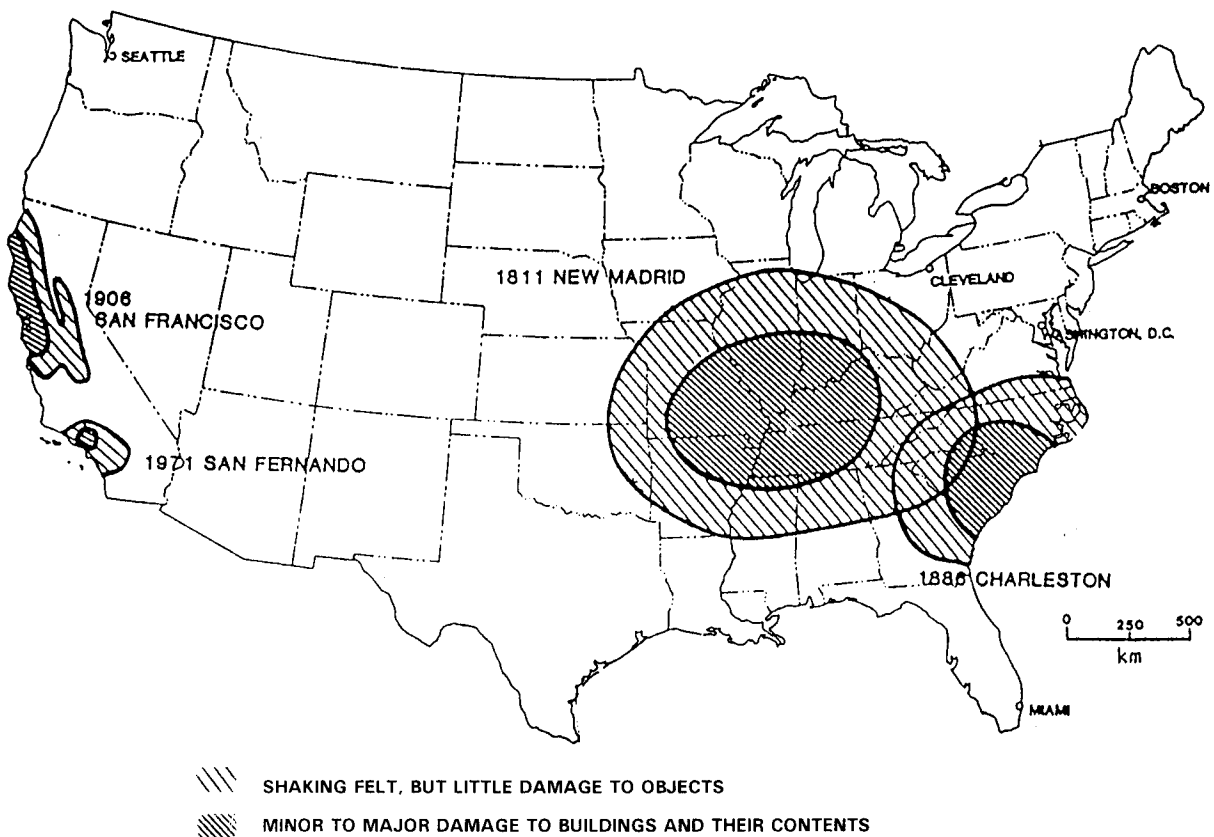 SEATTLE
BOSTON
1811 NEW MADRID
CLEVELAND
1906
SAN FRANCISCO
WASHINGTON, D.C.
1971 SAN FERNANDO
1886 CHARLESTON
0 250 500
km
MIAMI
SHAKING FELT, BUT LITTLE DAMAGE TO OBJECTS
MINOR TO MAJOR DAMAGE TO BUILDINGS AND THEIR CONTENTS